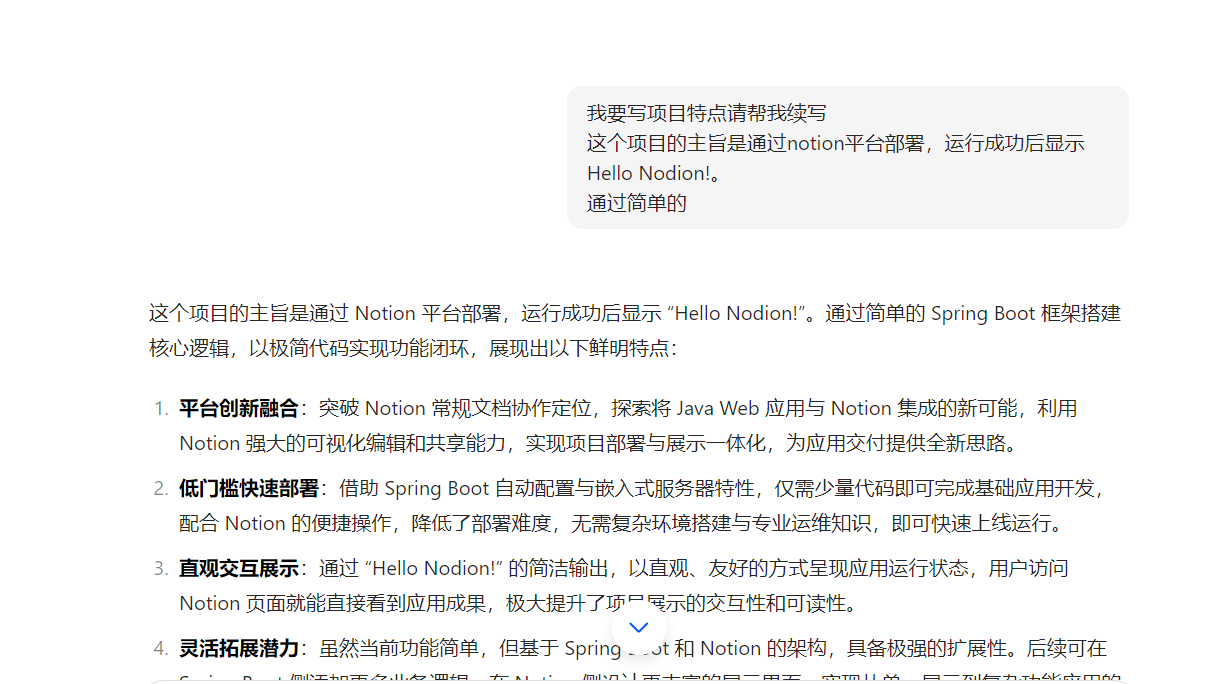 我要写项目特点请帮我续写
这个项目的主旨是通过notion平台部署，运行成功后显示
Hello Nodion!。
通过简单的
这个项目的主旨是通过 Notion 平台部署，运行成功后显示 “Hello Nodion!”。通过简单的 Spring Boot 框架搭建
核心逻辑，以极简代码实现功能闭环，展现出以下鲜明特点：
1. 平台创新融合：突破 Notion 常规文档协作定位，探索将 Java Web 应用与 Notion 集成的新可能，利用
Notion 强大的可视化编辑和共享能力，实现项目部署与展示一体化，为应用交付提供全新思路。
2. 低门槛快速部署：借助 Spring Boot 自动配置与嵌入式服务器特性，仅需少量代码即可完成基础应用开发，
配合 Notion 的便捷操作，降低了部署难度，无需复杂环境搭建与专业运维知识，即可快速上线运行。
3. 直观交互展示：通过 “Hello Nodion!” 的简洁输出，以直观、友好的方式呈现应用运行状态，用户访问
Notion 页面就能直接看到应用成果，极大提升了项目展示的交互性和可读性。
4. 灵活拓展潜力：虽然当前功能简单，但基于 Spring Boot 和 Notion 的架构，具备极强的扩展性。后续可在